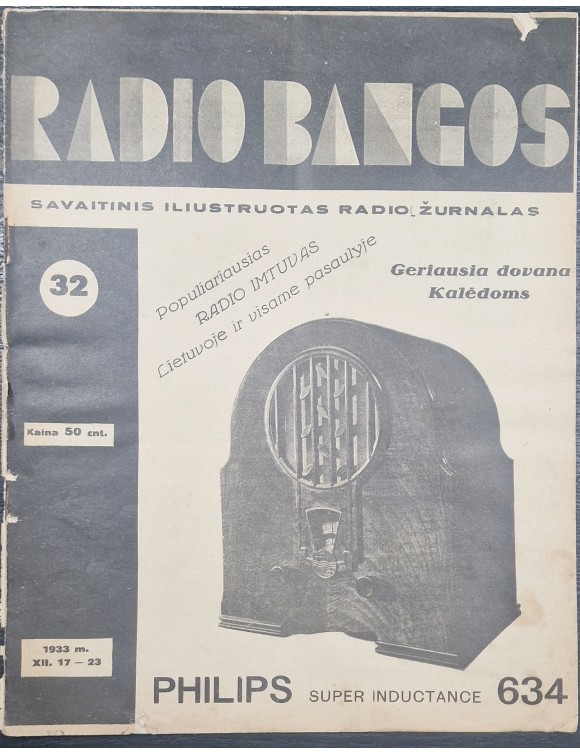 RADIO BANGOS
SAVAITINIS ILIUSTRUOTAS RADIO ŽURNALAS
32
Populiariausias
RADIO IMTUVAS
Lietuvoje ir visame pasaulyje
Geriausia dovana
Kalėdoms
Kaina 50 cnt.
1933 m.
XII. 17 — 23
PHILIPS SUPER INDUCTANCE 634